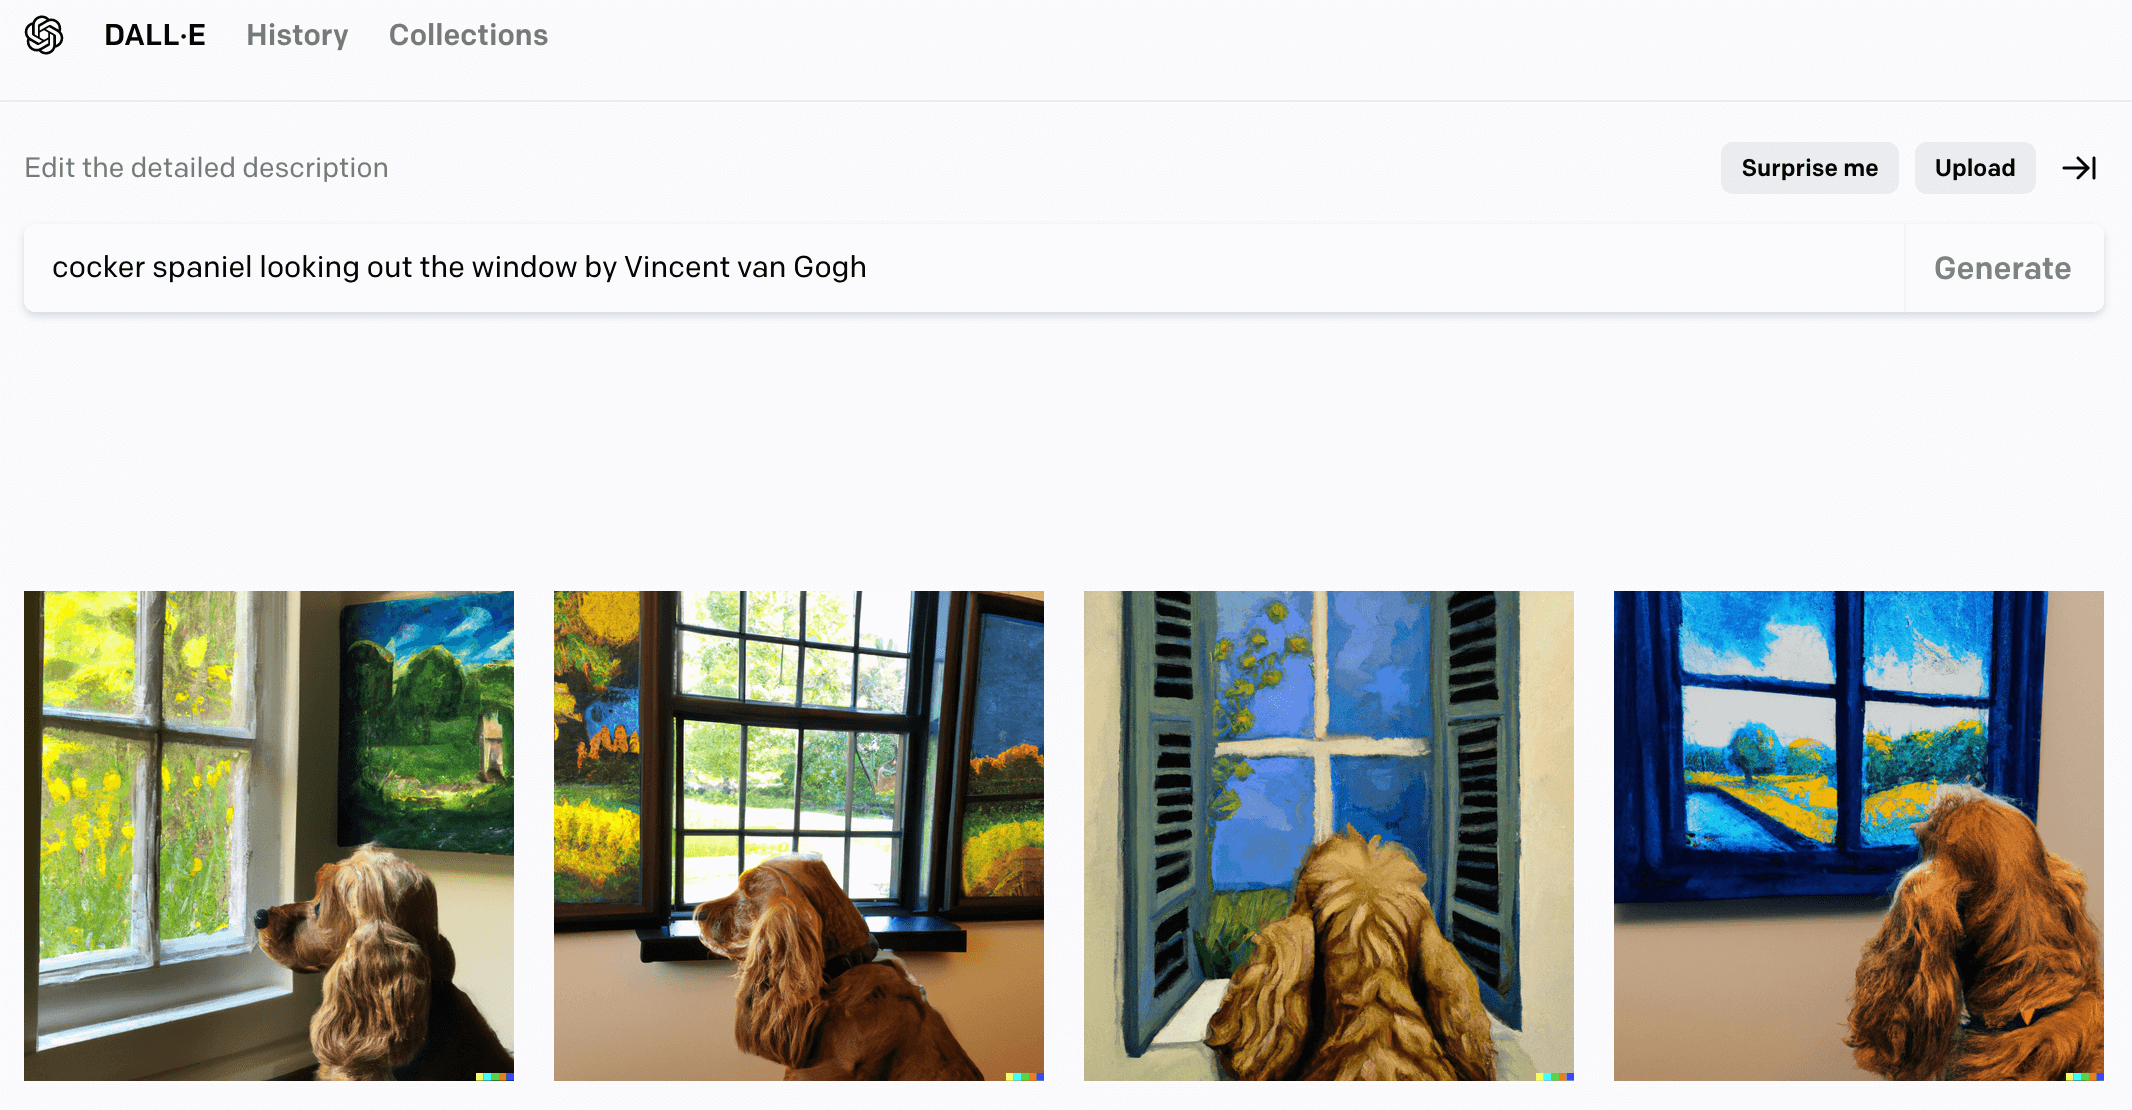 DALL·E History Collections
Edit the detailed description
Surprise me Upload
cocker spaniel looking out the window by Vincent van Gogh Generate